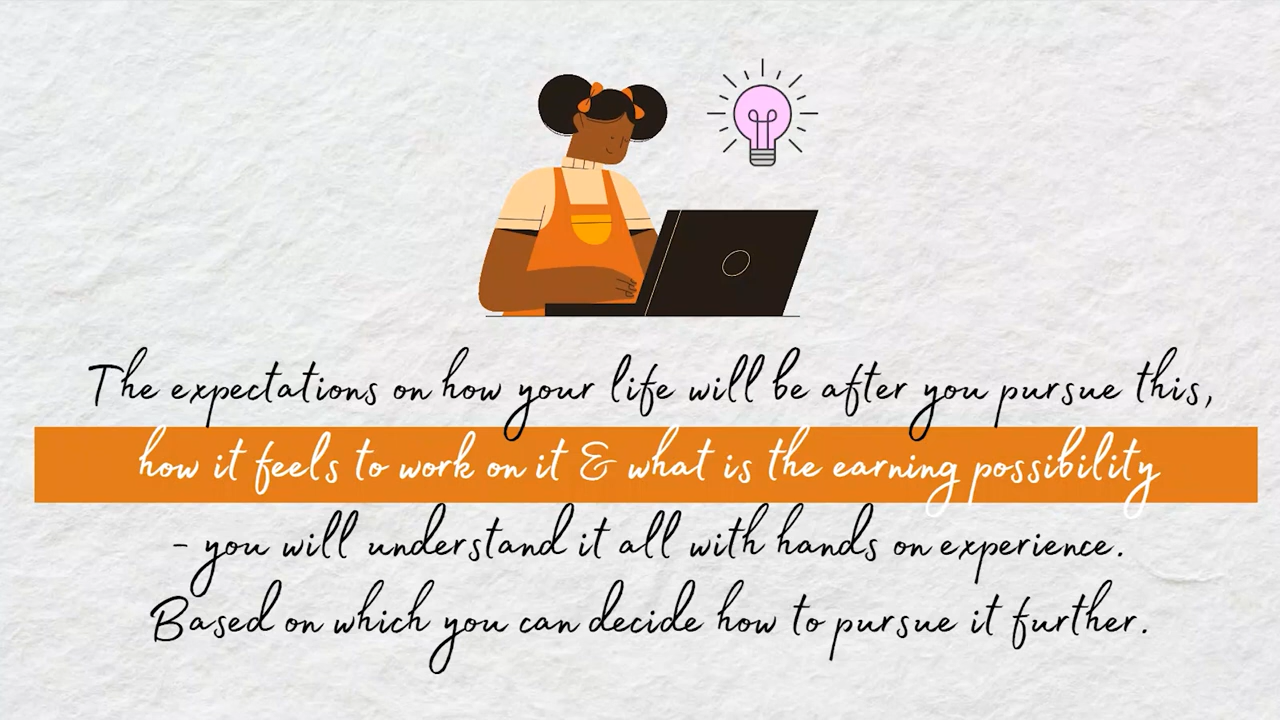 The expectations on how your life will be after you pursue this,
how it feels to work on it & what is the earning possibility
- you will understand it all with hands on experience.
Based on which you can decide how to pursue it further.